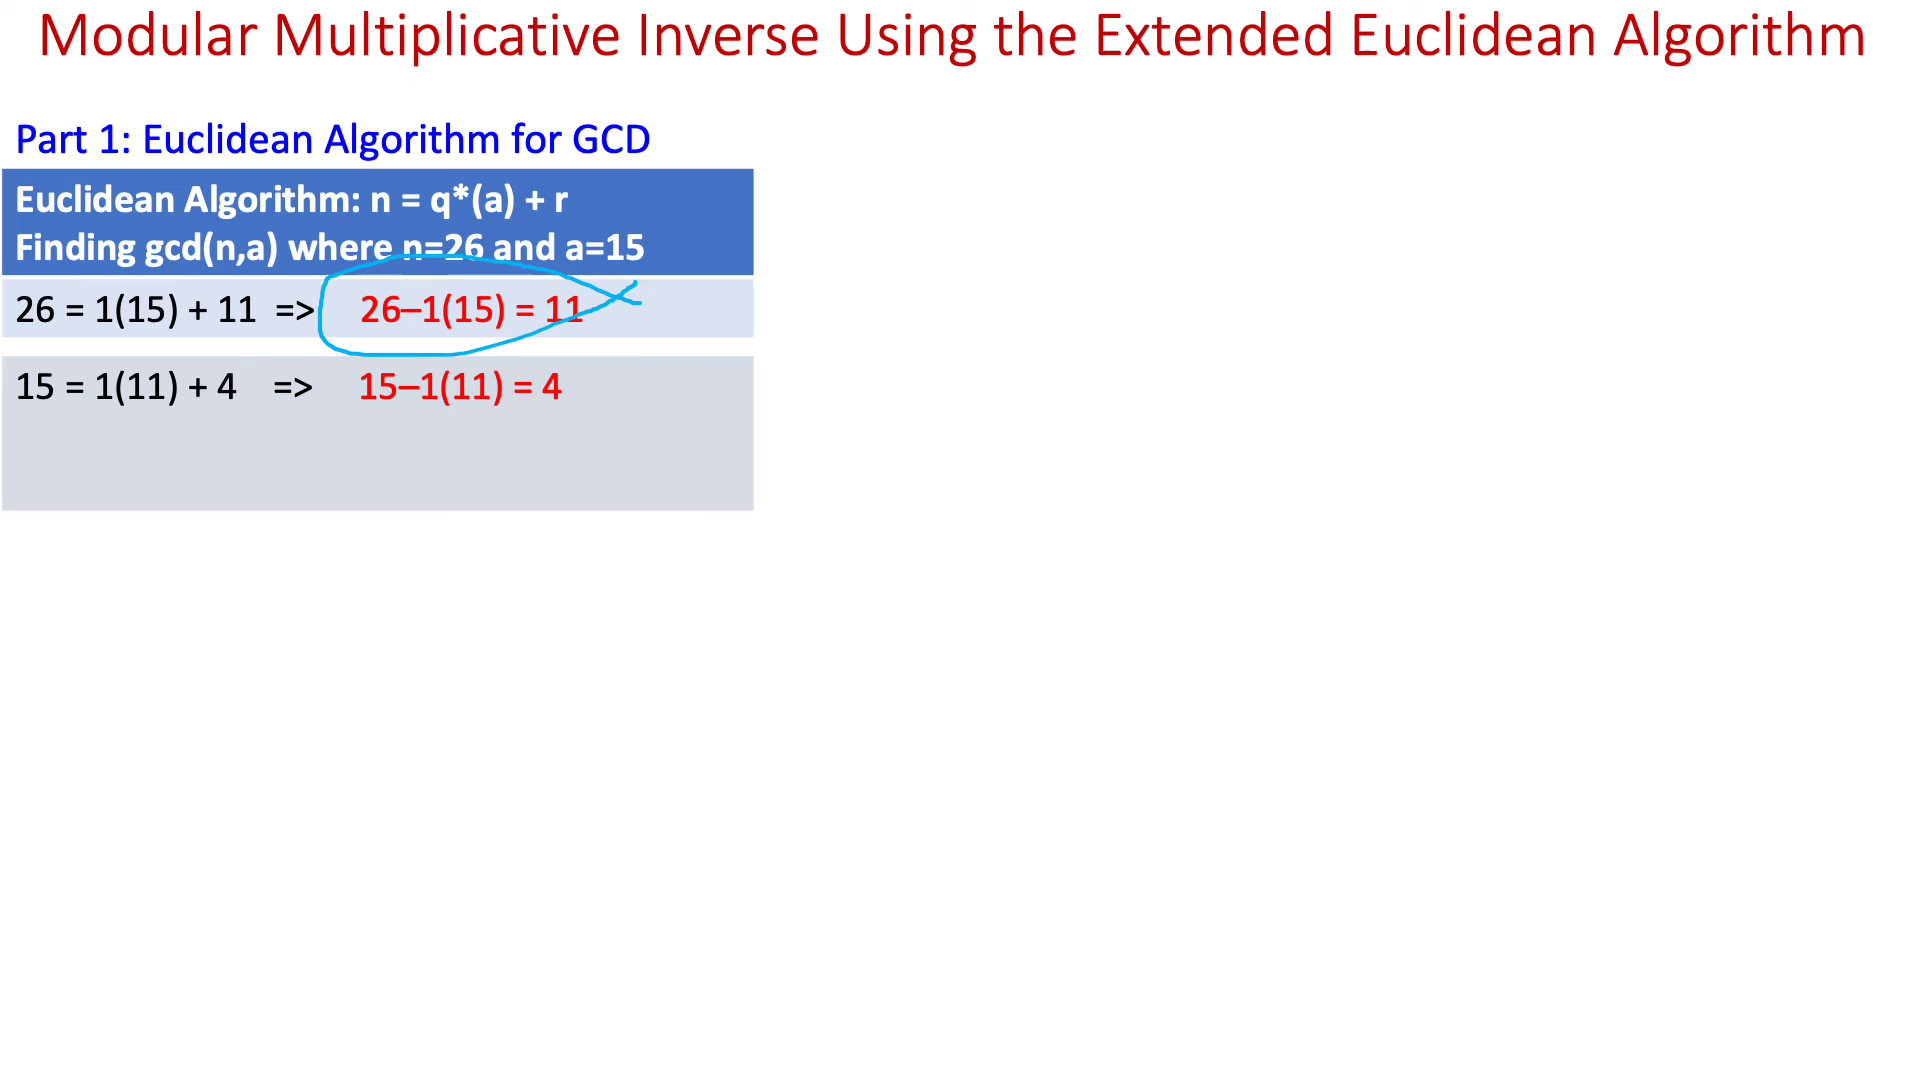 Modular Multiplicative Inverse Using the Extended Euclidean Algorithm
Part 1: Euclidean Algorithm for GCD
Euclidean Algorithm: n = q*(a) + r
Finding gcd(n,a) where n=26 and a=15
26 = 1(15) + 11 => 26–1(15) = 11
15 = 1(11) + 4 => 15–1(11) = 4